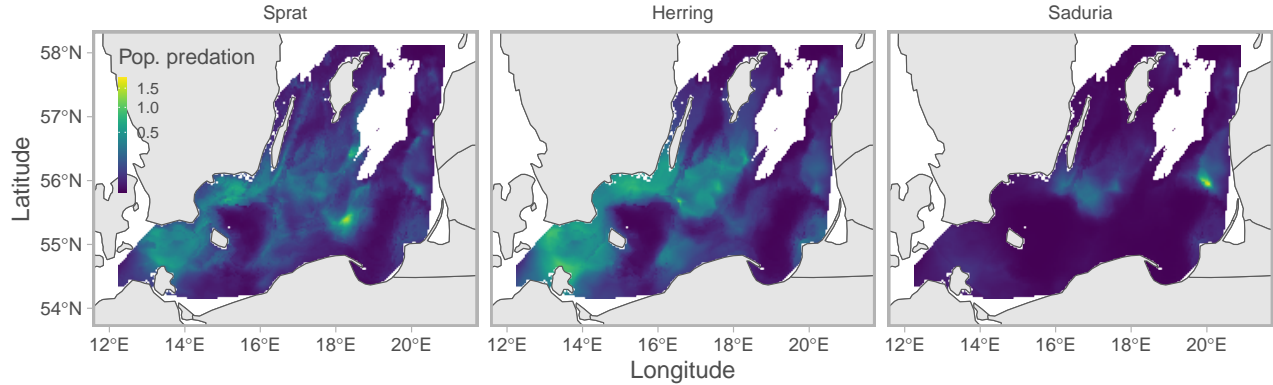 Sprat Herring Saduria
Pop. predation
1.5
1.0
0.5
58°N
57°N
56°N
55°N
54°N
Latitude
12°E 14°E 16°E 18°E 20°E 12°E 14°E 16°E 18°E 20°E 12°E 14°E 16°E 18°E 20°E
Longitude